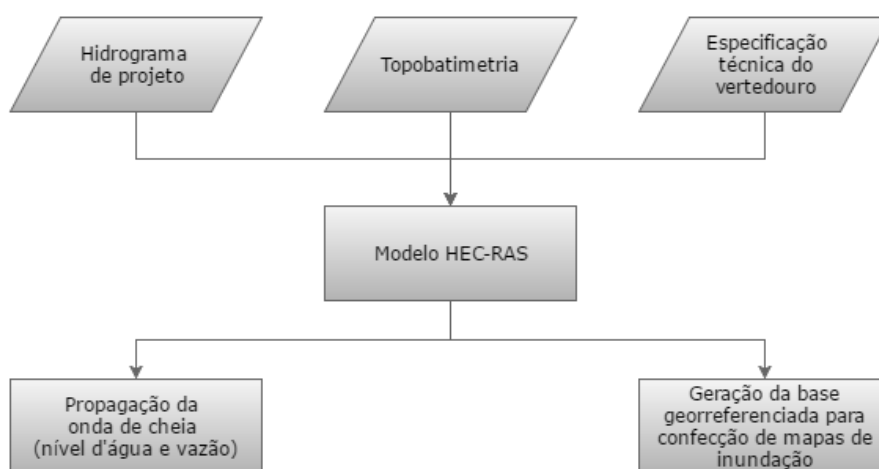 Hidrograma
de projeto
Topobatimetria
Especificação
técnica do
vertedouro
Modelo HEC-RAS
Propagação da
onda de cheia
(nível d'água e vazão)
Geração da base
georreferenciada para
confecção de mapas de
inundação